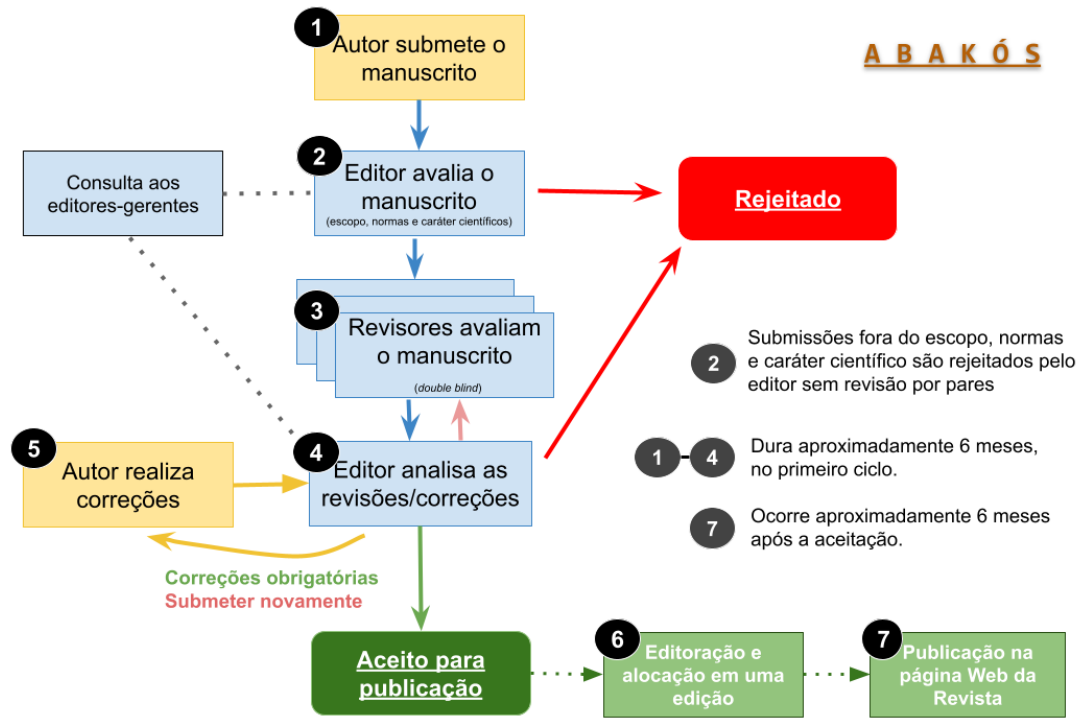 1
Autor submete o
manuscrito
A B A K Ó S
2
Editor avalia o
manuscrito
(escopo, normas e caráter científicos)
Consulta aos
editores-gerentes
Rejeitado
3
Revisores avaliam
o manuscrito
(double blind)
2
Submissões fora do escopo, normas
e caráter científico são rejeitados pelo
editor sem revisão por pares
5
Autor realiza
correções
4
Editor analisa as
revisões/correções
1-4
Dura aproximadamente 6 meses,
no primeiro ciclo.
7
Ocorre aproximadamente 6 meses
após a aceitação.
Correções obrigatórias
Submeter novamente
Aceito para
publicação
6
Editoração e
alocação em uma
edição
7
Publicação na
página Web da
Revista